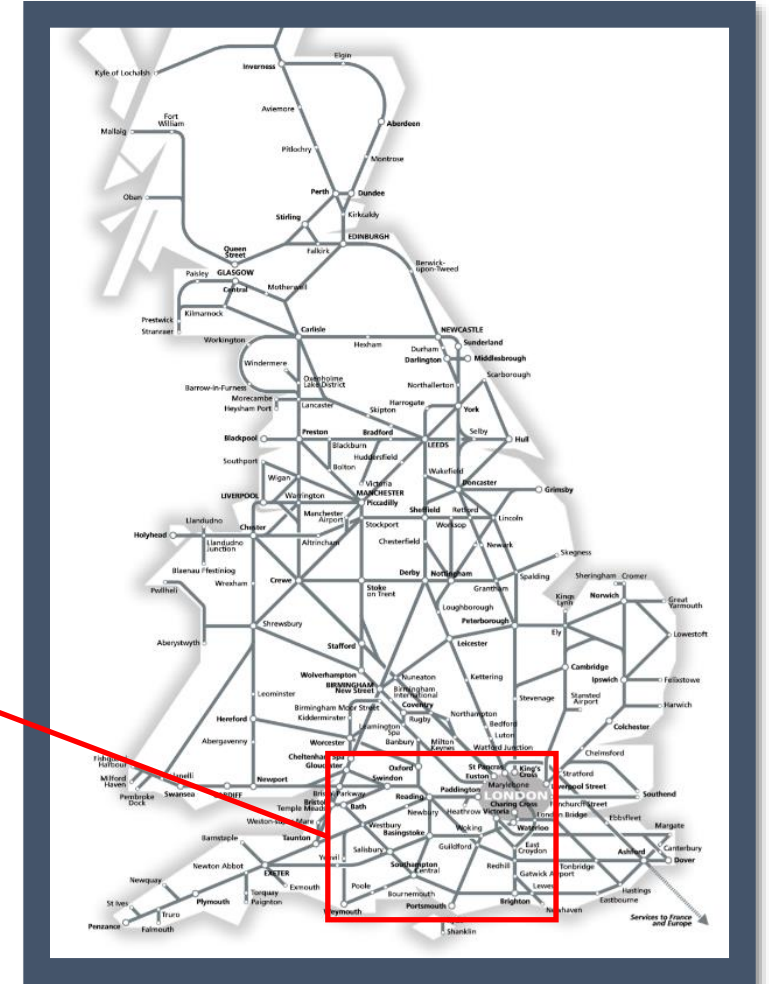 Elgin
Kyle of Lochalsh
Inverness
Aviemore
Fort
William
Aberdeen
Mallaig
Pitlochry
Montrose
Perth
Dundee
Oban
Kirkcaldy
Stirling
EDINBURGH
Queen
Street
Falkirk
Berwick-
upon-Tweed
Paisley
GLASGOW
Central
Motherwell
Kilmarnock
Prestwick
Stranraer
Carlisle
NEWCASTLE
Workington
Hexham
Sunderland
Durham
Darlington
Middlesbrough
Windermere
Scarborough
Oxenholme
Lake District
Northallerton
Barrow-in-Furness
Morecambe
Heysham Port
Lancaster
Harrogate
York
Skipton
Blackpool
Preston
Bradford
Selby
Hull
Blackburn
LEEDS
Huddersfield
Southport
Bolton
Wakefield
Wigan
Victoria
Doncaster
MANCHESTER
Piccadilly
LIVERPOOL
Warrington
Grimsby
Manchester
Airport
Sheffield
Retford
Llandudno
Stockport
Worksop
Lincoln
Holyhead
Chester
Llandudno
Junction
Altrincham
Chesterfield
Newark
Skegness
Blaenau Ffestiniog
Wrexham
Crewe
Derby
Nottingham
Spalding
Sheringham
Cromer
Pwllheli
Stoke
on Trent
Grantham
Kings
Lynn
Norwich
Great
Yarmouth
Loughborough
Shrewsbury
Peterborough
Aberystwyth
Stafford
Leicester
Ely
Lowestoft
Wolverhampton
Nuneaton
Kettering
Cambridge
BIRMINGHAM
New Street
Birmingham
International
Ipswich
Felixstowe
Leominster
Birmingham Moor Street
Coventry
Stevenage
Stansted
Airport
Harwich
Kidderminster
Rugby
Northampton
Hereford
Leamington
Spa
Bedford
Colchester
Worcester
Banbury
Milton
Keynes
Luton
Abergavenny
Watford Junction
Chelmsford
Cheltenham Spa
Gloucester
Oxford
St Pancras
King's
Cross
Fishguard
Harbour
Llanelli
Newport
Swindon
Euston
Stratford
Milford
Haven
Marylebone
Liverpool Street
Pembroke
Dock
Swansea
CARDIFF
Bristol Parkway
Reading
Paddington
LONDON
Southend
Bristol
Temple Meads
Bath
Newbury
Heathrow
Victoria
Charing Cross
Fenchurch Street
London Bridge
Ebbsfleet
Weston-super-Mare
Westbury
Basingstoke
Woking
Waterloo
Margate
Barnstaple
Taunton
Salisbury
Guildford
East
Croydon
Canterbury
Yeovil
Ashford
Dover
Newton Abbot
EXETER
Southampton
Central
Redhill
Tonbridge
Gatwick Airport
Newquay
Exmouth
Poole
Lewes
Hastings
Torquay
Paignton
Bournemouth
Eastbourne
St Ives
Plymouth
Weymouth
Portsmouth
Brighton
Newhaven
Truro
Penzance
Falmouth
Services to France
and Europe
Shanklin